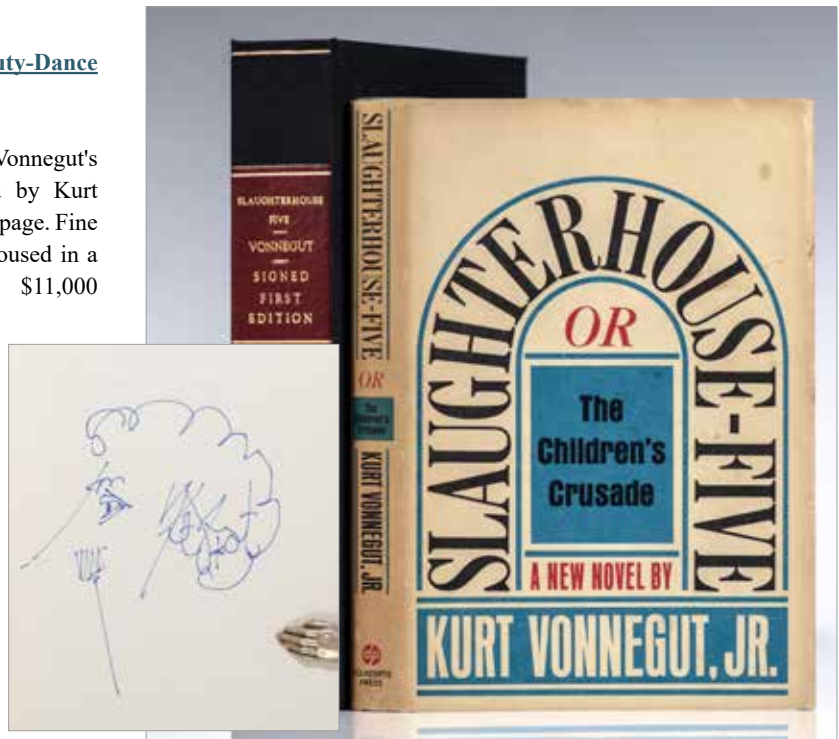 uty-Dance
Vonnegut's
by Kurt
page. Fine
oused in a
$11,000
SLAUGHTERHOUSE
FIVE
VONNEGUT
SIGNED
FIRST
EDITION
SLAUGHTERHOUSE-FIVE
OR
The
Children's
Crusade
KURT VONNEGUT, JR.
SLAUGHTERHOUSE-FIVE
OR
The
Children's
Crusade
A NEW NOVEL BY
KURT VONNEGUT, JR.